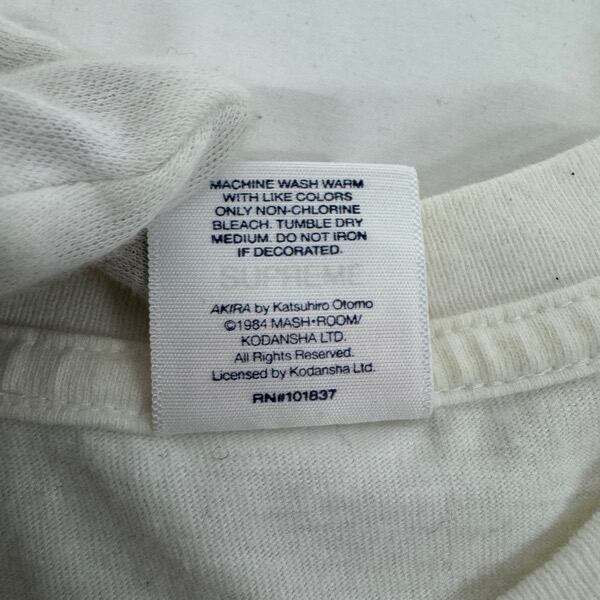 MACHINE WASH WARM
WITH LIKE COLORS
ONLY NON-CHLORINE
BLEACH. TUMBLE DRY
MEDIUM. DO NOT IRON
IF DECORATED.
SUPREME
AKIRA by Katsuhiro Otomo
©1984 MASH•ROOM/
KODANSHA LTD.
All Rights Reserved.
Licensed by Kodansha Ltd.
RN#101837